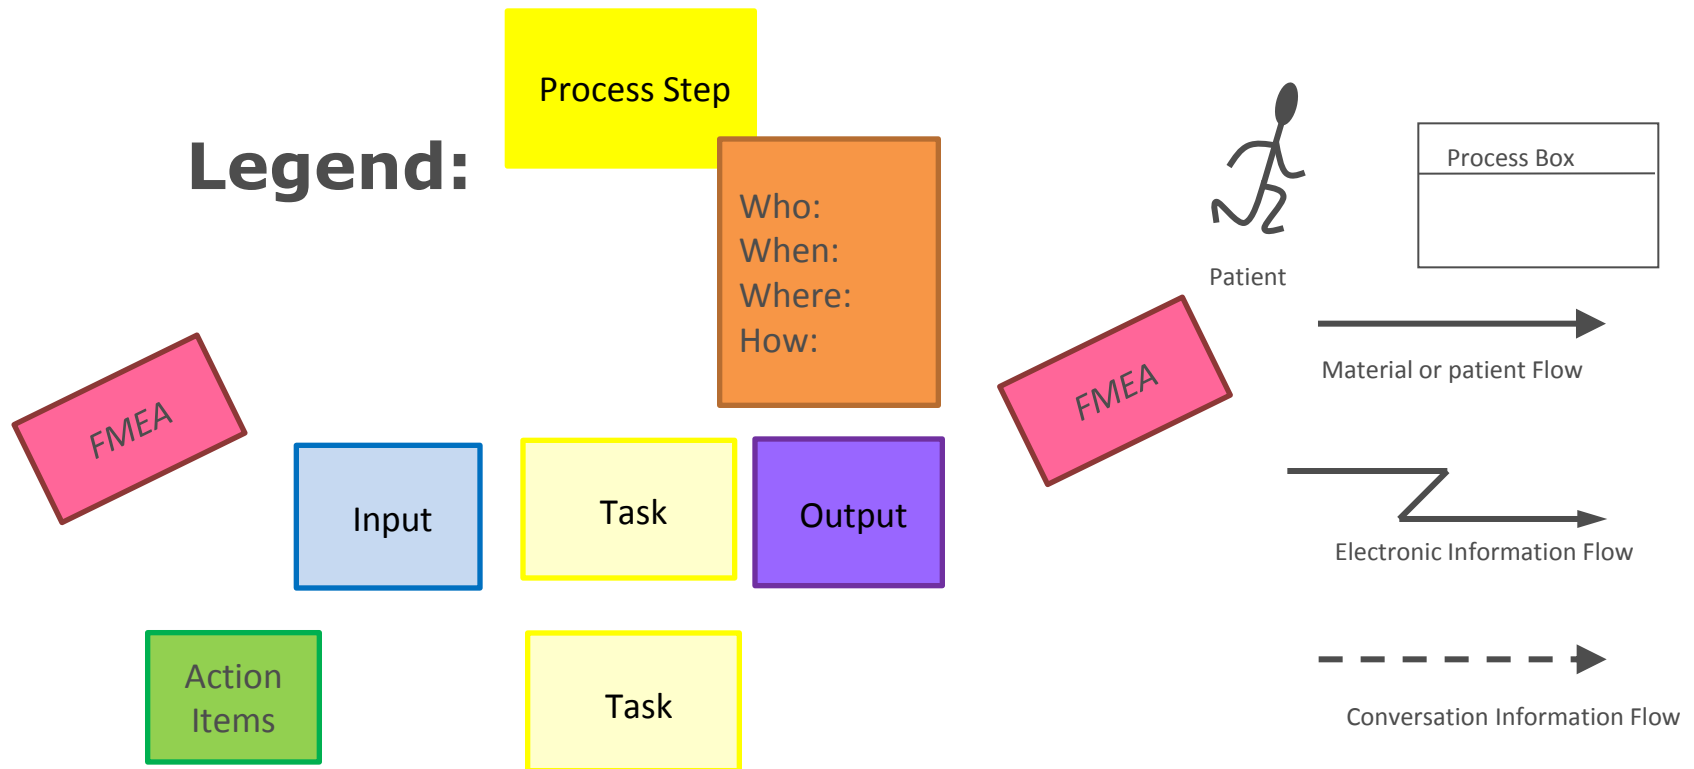 Process Step
Legend:
Who:
When:
Where:
How:
Process Box
Patient
Material or patient Flow
FMEA
FMEA
Input
Task
Output
Electronic Information Flow
Action
Items
Task
Conversation Information Flow